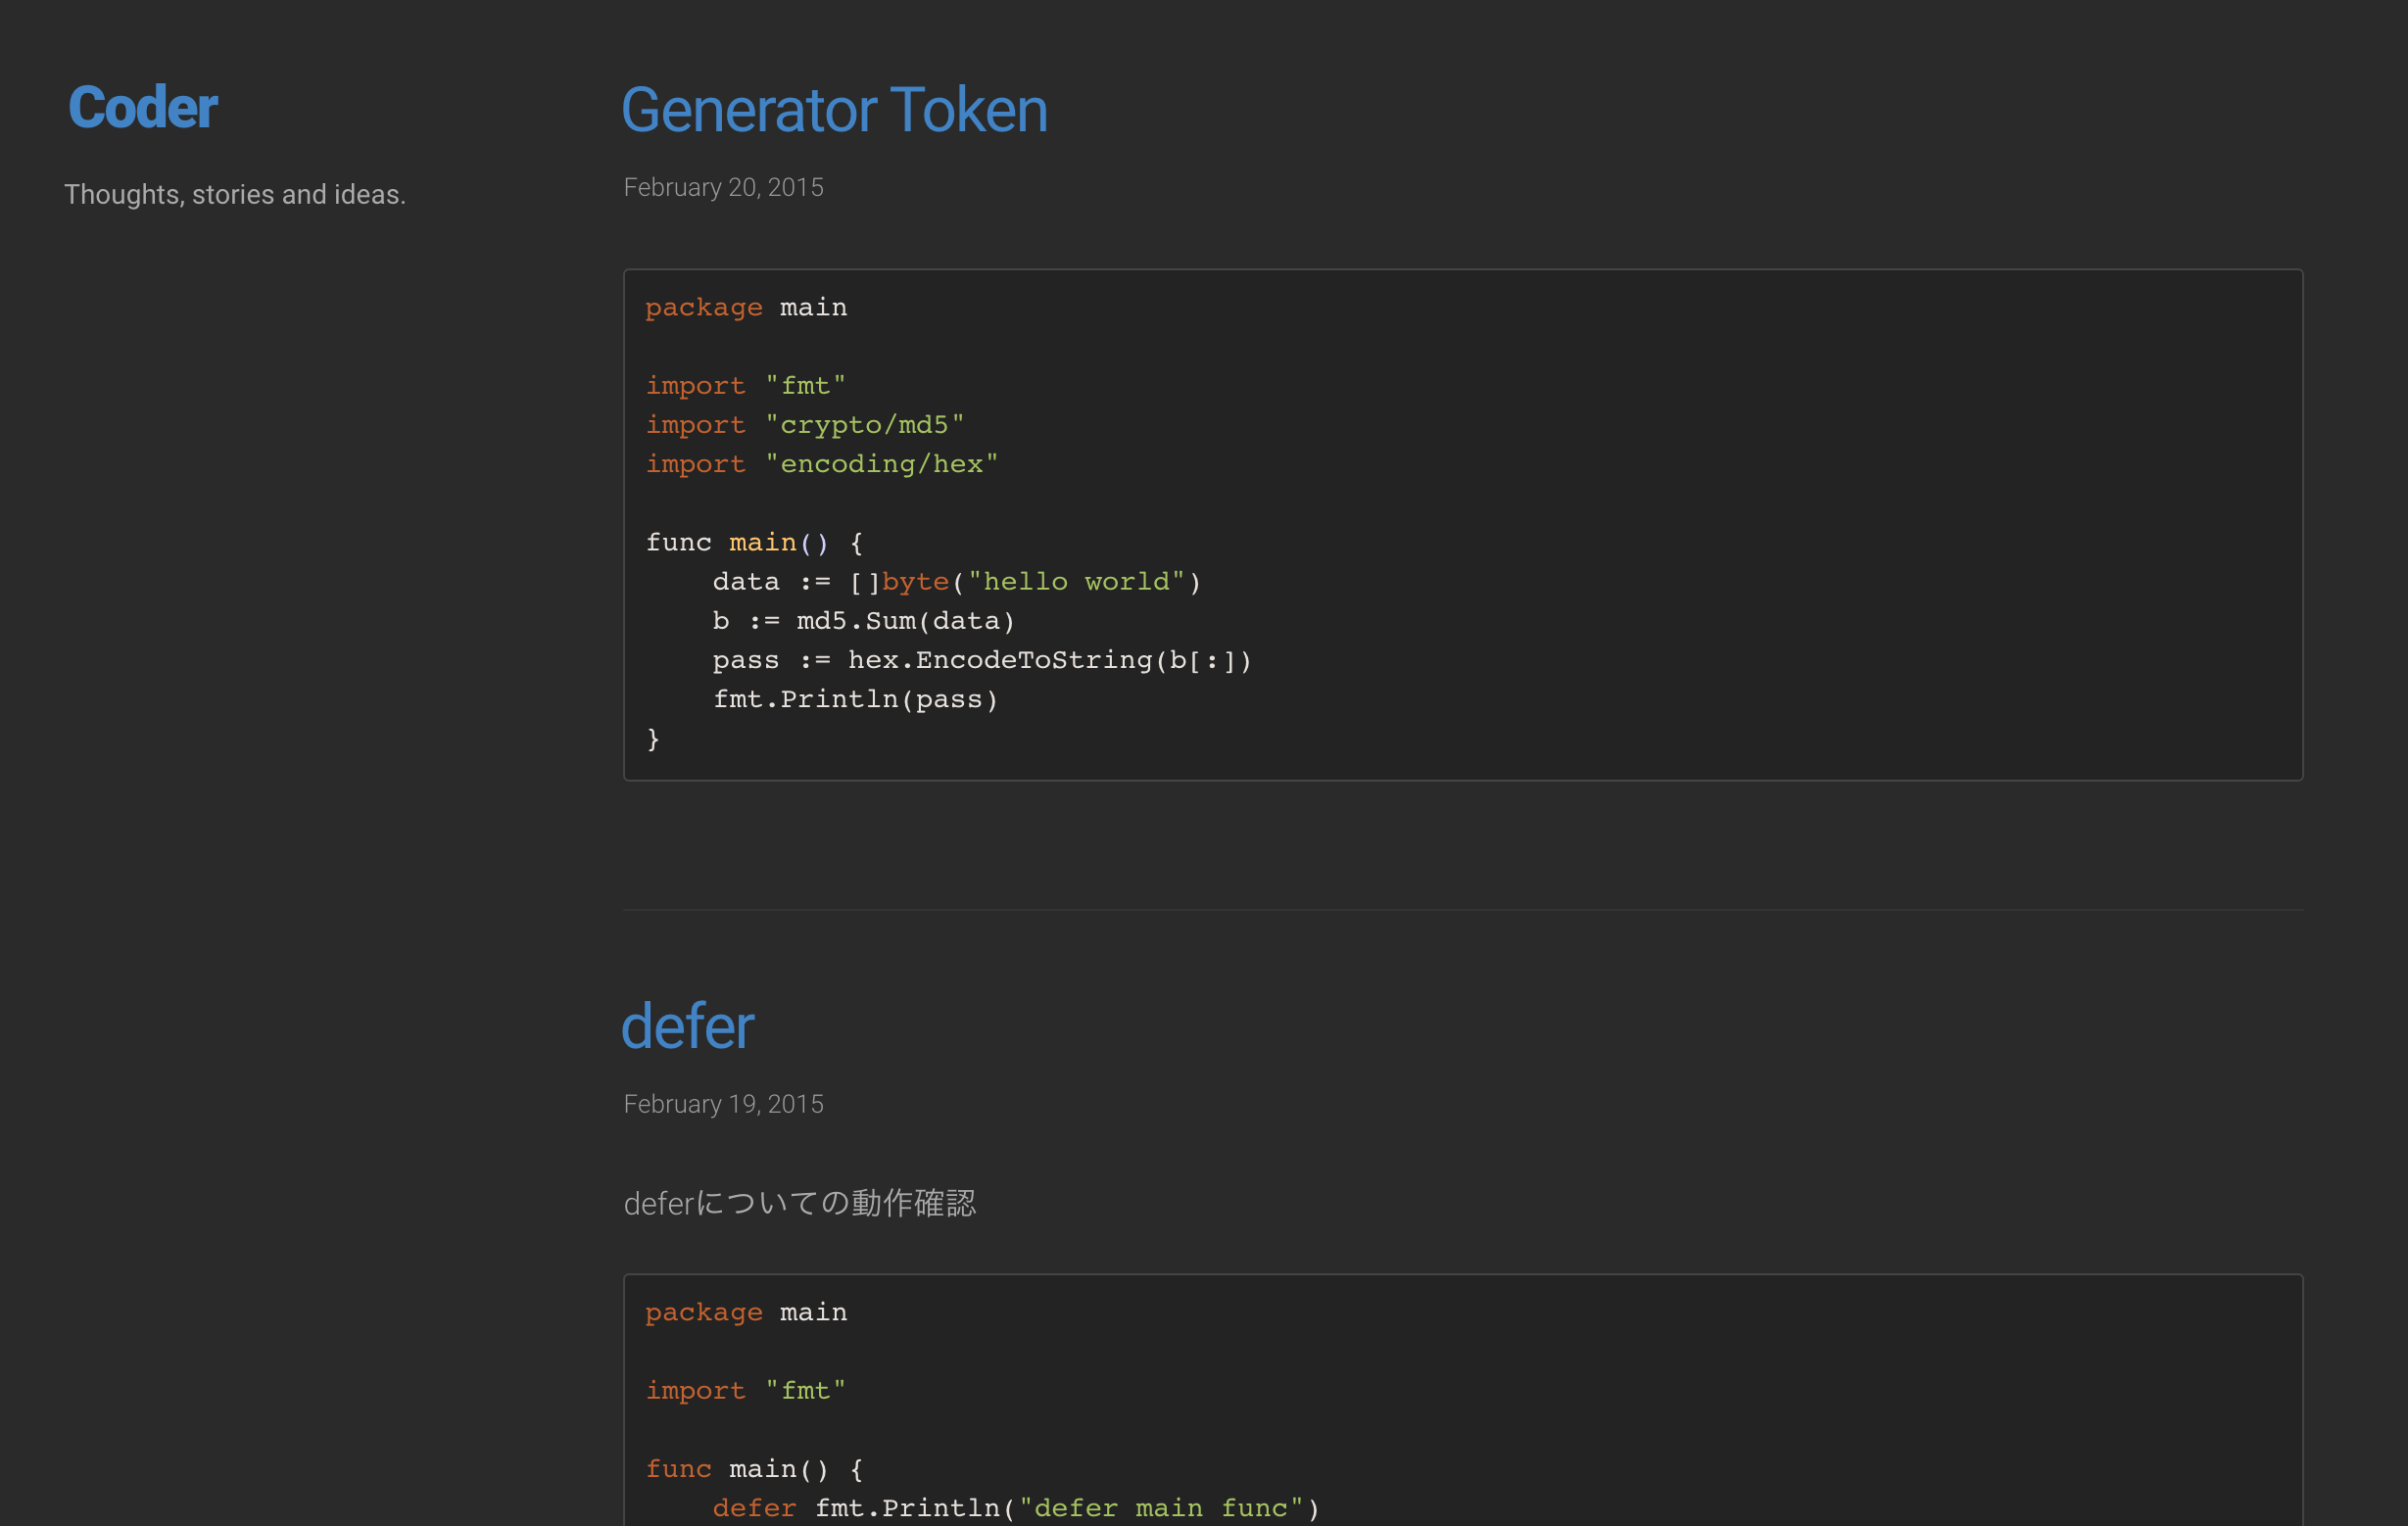 Coder
Thoughts, stories and ideas.
Generator Token
February 20, 2015
package main
import "fmt"
import "crypto/md5"
import "encoding/hex"
func main() {
    data := []byte("hello world")
    b := md5.Sum(data)
    pass := hex.EncodeToString(b[:])
    fmt.Println(pass)
}
defer
February 19, 2015
deferについての動作確認
package main
import "fmt"
func main() {
    defer fmt.Println("defer main func")